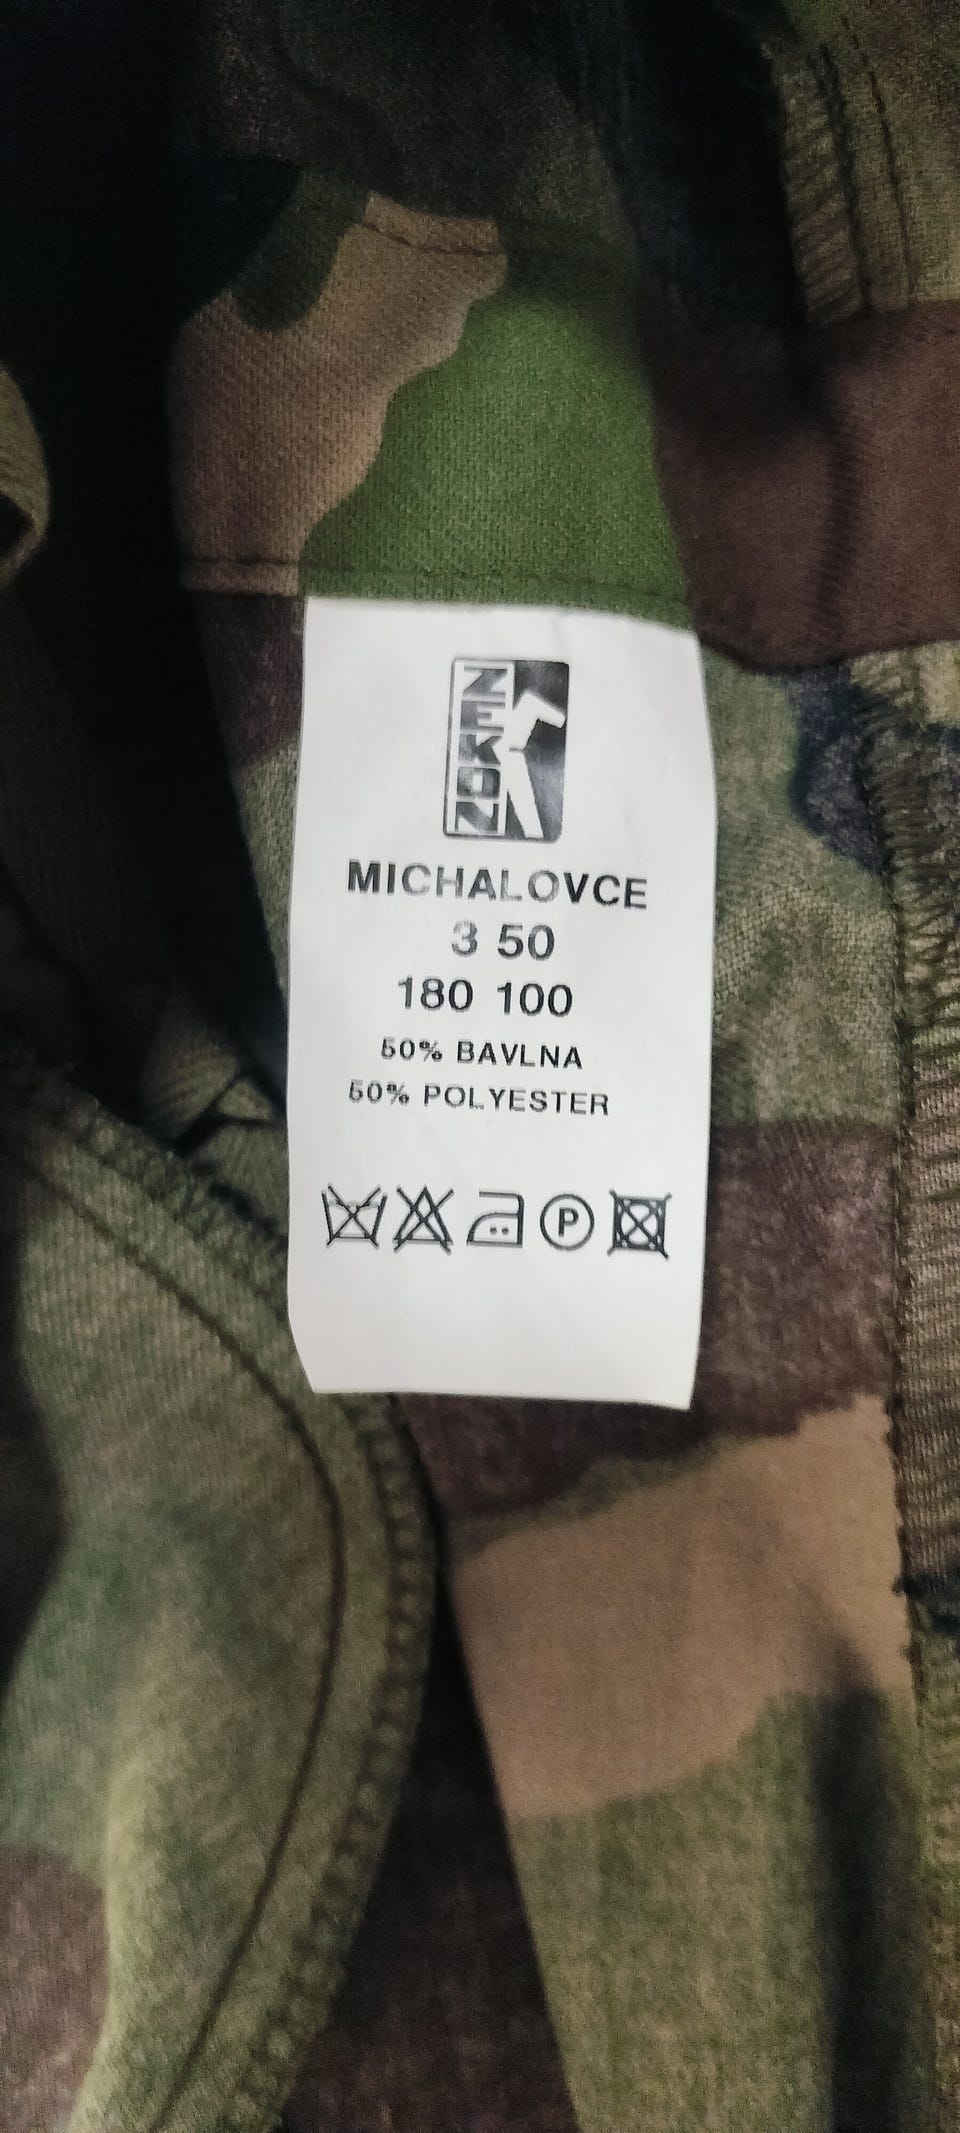 ZEKON
MICHALOVCE
3 50
180 100
50% BAVLNA
50% POLYESTER
P